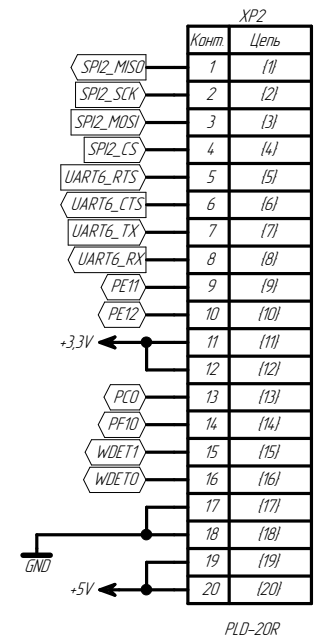 XP2
Конт. Цепь
SPI2_MISO 1 {1}
SPI2_SCK 2 {2}
SPI2_MOSI 3 {3}
SPI2_CS 4 {4}
UART6_RTS 5 {5}
UART6_CTS 6 {6}
UART6_TX 7 {7}
UART6_RX 8 {8}
PE11 9 {9}
PE12 10 {10}
+3,3V 11 {11}
12 {12}
PC0 13 {13}
PF10 14 {14}
WDET1 15 {15}
WDET0 16 {16}
17 {17}
18 {18}
GND 19 {19}
+5V 20 {20}
PLD-20R